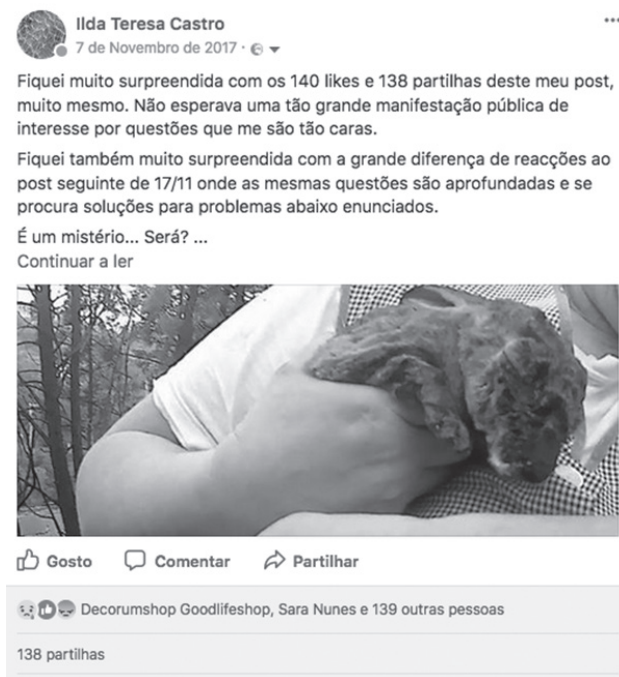 Ilda Teresa Castro
7 de Novembro de 2017 ·
Fiquei muito surpreendida com os 140 likes e 138 partilhas deste meu post,
muito mesmo. Não esperava uma tão grande manifestação pública de
interesse por questões que me são tão caras.
Fiquei também muito surpreendida com a grande diferença de reacções ao
post seguinte de 17/11 onde as mesmas questões são aprofundadas e se
procura soluções para problemas abaixo enunciados.
É um mistério... Será? ...
Continuar a ler
Gosto Comentar Partilhar
Decorumshop Goodlifeshop, Sara Nunes e 139 outras pessoas
138 partilhas